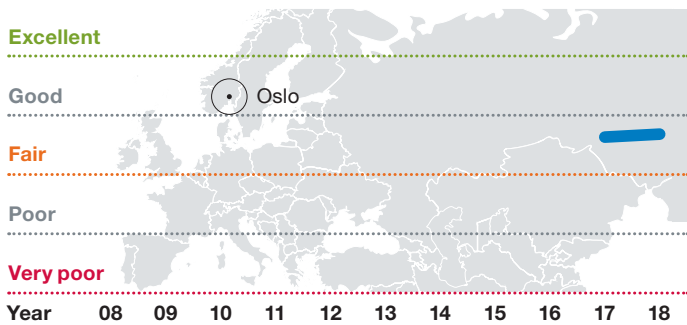 Excellent
Good
Oslo
Fair
Poor
Very poor
Year 08 09 10 11 12 13 14 15 16 17 18